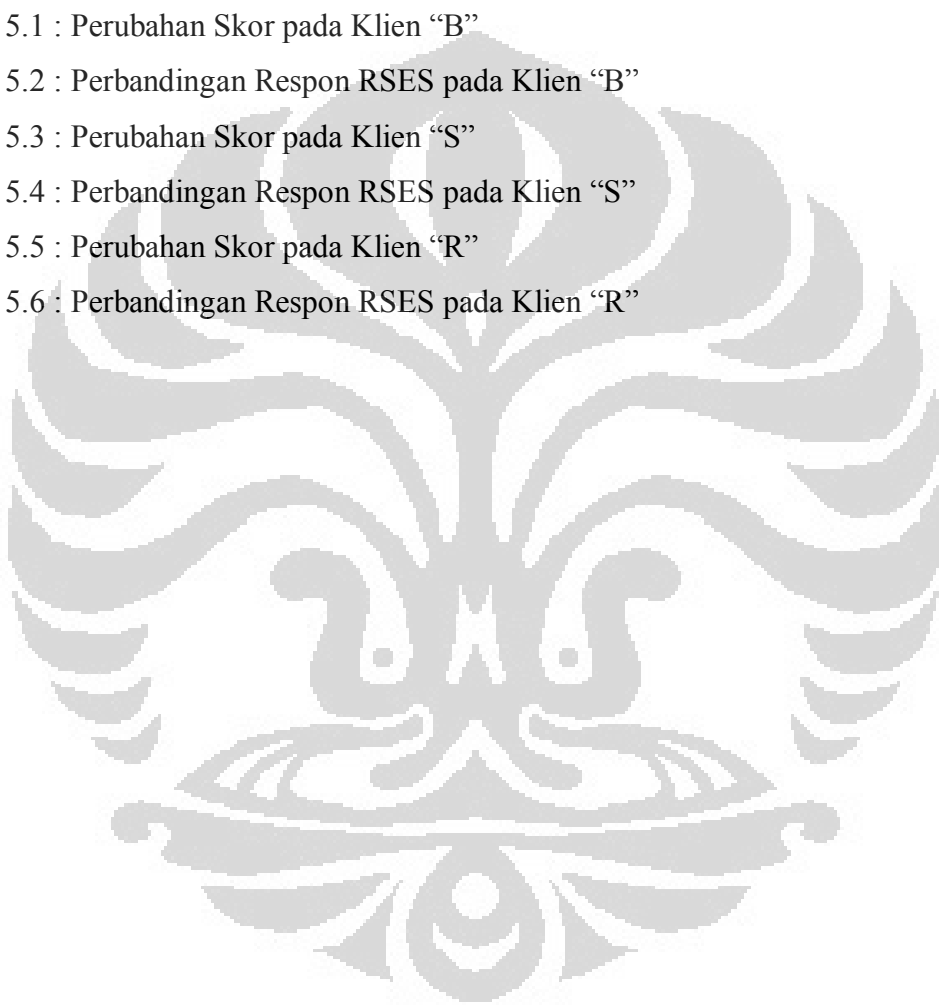 5.1 : Perubahan Skor pada Klien “B”
5.2 : Perbandingan Respon RSES pada Klien “B”
5.3 : Perubahan Skor pada Klien “S”
5.4 : Perbandingan Respon RSES pada Klien “S”
5.5 : Perubahan Skor pada Klien “R”
5.6 : Perbandingan Respon RSES pada Klien “R”